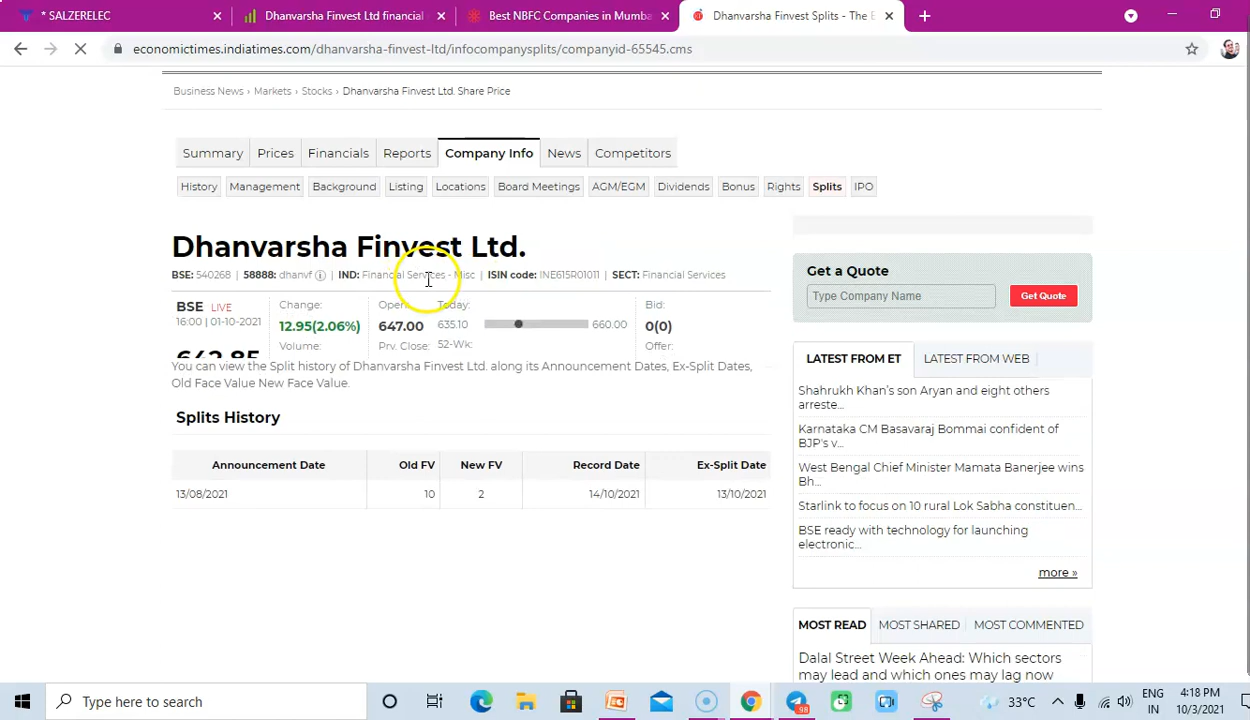 * SALZERELEC
Dhanvarsha Finvest Ltd financial
Best NBFC Companies in Mumba
Dhanvarsha Finvest Splits - The E
economictimes.indiatimes.com/dhanvarsha-finvest-ltd/infocompanysplits/companyid-65545.cms
Business News › Markets › Stocks › Dhanvarsha Finvest Ltd. Share Price
Summary Prices Financials Reports Company Info News Competitors
History Management Background Listing Locations Board Meetings AGM/EGM Dividends Bonus Rights Splits IPO
Dhanvarsha Finvest Ltd.
BSE: 540268 | 58888: dhanvf | IND: Financial Services - Misc | ISIN code: INE615R01011 | SECT: Financial Services
BSE LIVE
16:00 | 01-10-2021
642.85
Change:
12.95(2.06%)
Volume:
Open:
647.00
Prv. Close:
Today:
635.10 660.00
52-Wk:
Bid:
0(0)
Offer:
You can view the Split history of Dhanvarsha Finvest Ltd. along its Announcement Dates, Ex-Split Dates,
Old Face Value New Face Value.
Splits History
Announcement Date Old FV New FV Record Date Ex-Split Date
13/08/2021 10 2 14/10/2021 13/10/2021
Get a Quote
Type Company Name Get Quote
LATEST FROM ET LATEST FROM WEB
Shahrukh Khan's son Aryan and eight others
arreste...
Karnataka CM Basavaraj Bommai confident of
BJP's v...
West Bengal Chief Minister Mamata Banerjee wins
Bh...
Starlink to focus on 10 rural Lok Sabha constituen...
BSE ready with technology for launching
electronic...
more »
MOST READ MOST SHARED MOST COMMENTED
Dalal Street Week Ahead: Which sectors
may lead and which ones may lag now
Type here to search
98
33°C
ENG
IN
4:18 PM
10/3/2021